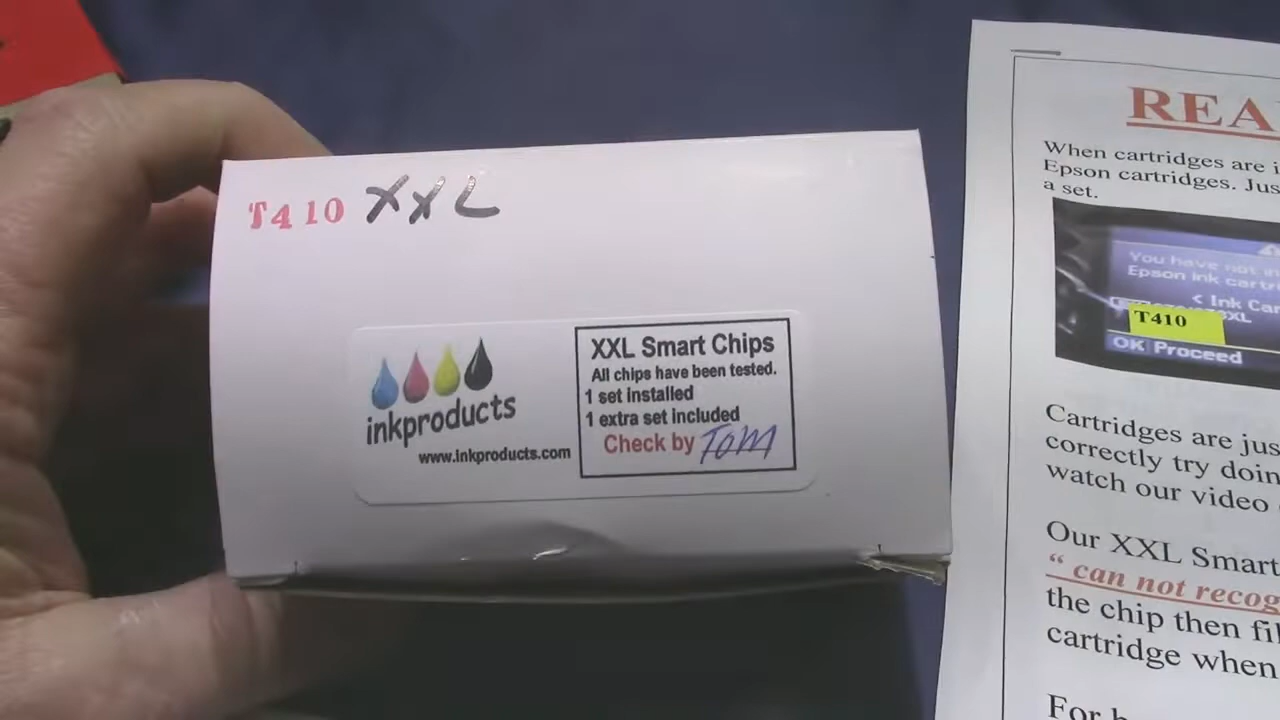 T410 XXL
inkproducts
www.inkproducts.com
XXL Smart Chips
All chips have been tested.
1 set installed
1 extra set included
Check by TOM
REA
When cartridges are i
Epson cartridges. Jus
a set.
You have not in
Epson ink cartri
< Ink Car
T410
OK Proceed
Cartridges are jus
correctly try doin
watch our video
Our XXL Smart
“ can not recog
the chip then fil
cartridge when
For